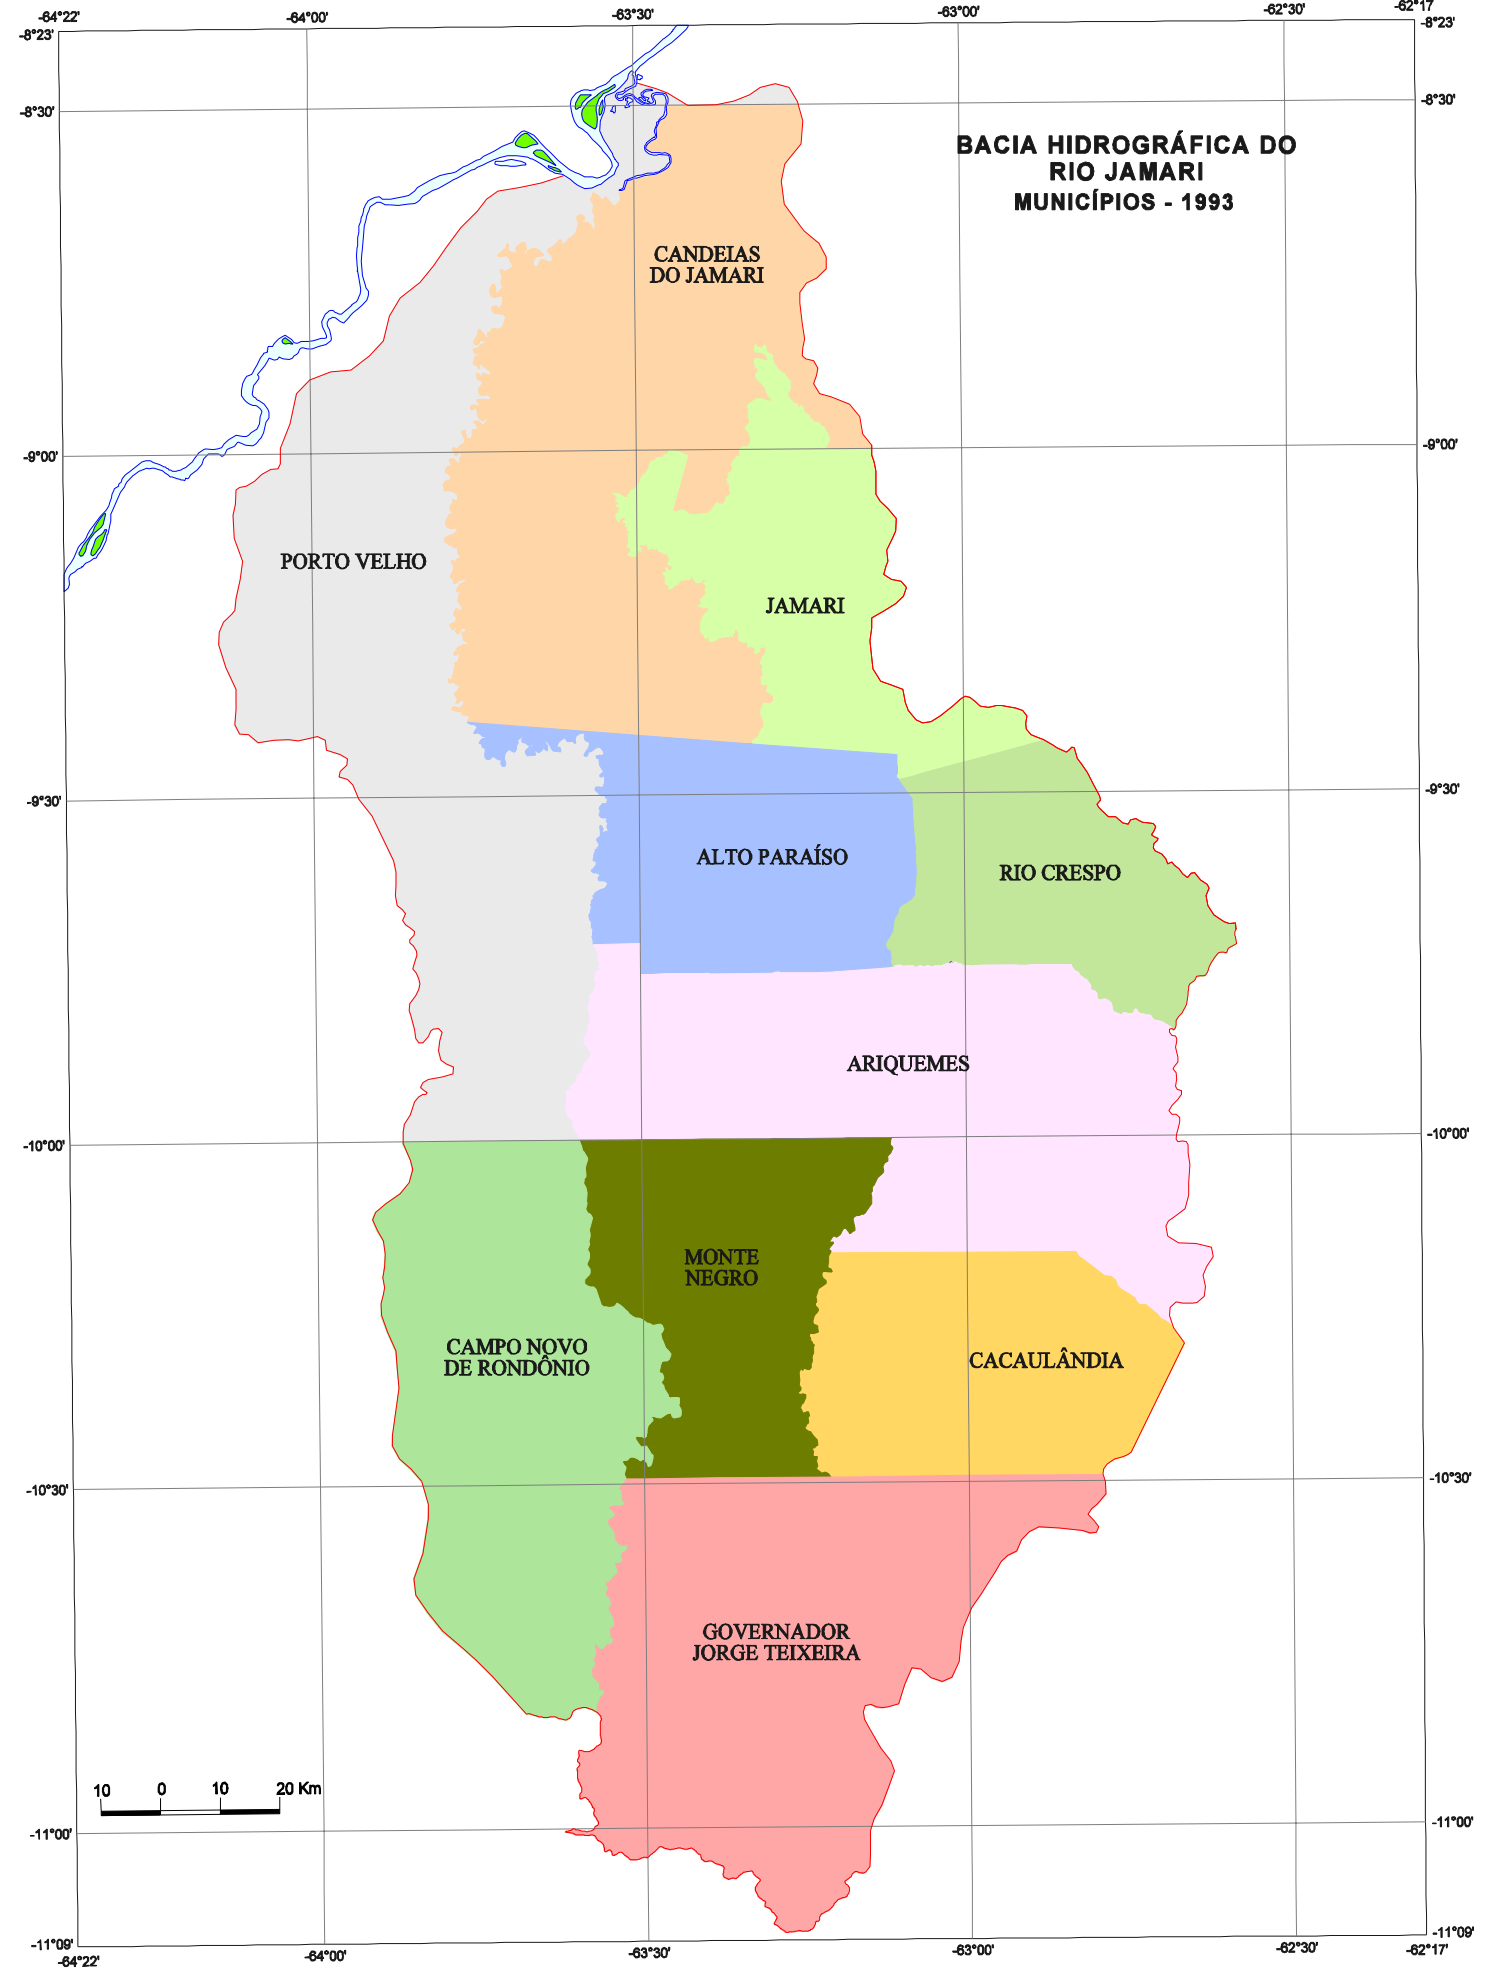 -64°22' -64°00' -63°30' -63°00' -62°30' -62°17
-8°23' -8°23'
-8°30' -8°30'
BACIA HIDROGRÁFICA DO
RIO JAMARI
MUNICÍPIOS - 1993
CANDEIAS
DO JAMARI
-9°00' -9°00'
PORTO VELHO
JAMARI
-9°30' -9°30'
ALTO PARAÍSO
RIO CRESPO
ARIQUEMES
-10°00' -10°00'
MONTE
NEGRO
CAMPO NOVO
DE RONDÔNIO
CACAULÂNDIA
-10°30' -10°30'
GOVERNADOR
JORGE TEIXEIRA
10 0 10 20 Km
-11°00' -11°00'
-11°09' -11°09'
-64°22' -64°00' -63°30' -63°00' -62°30' -62°17'